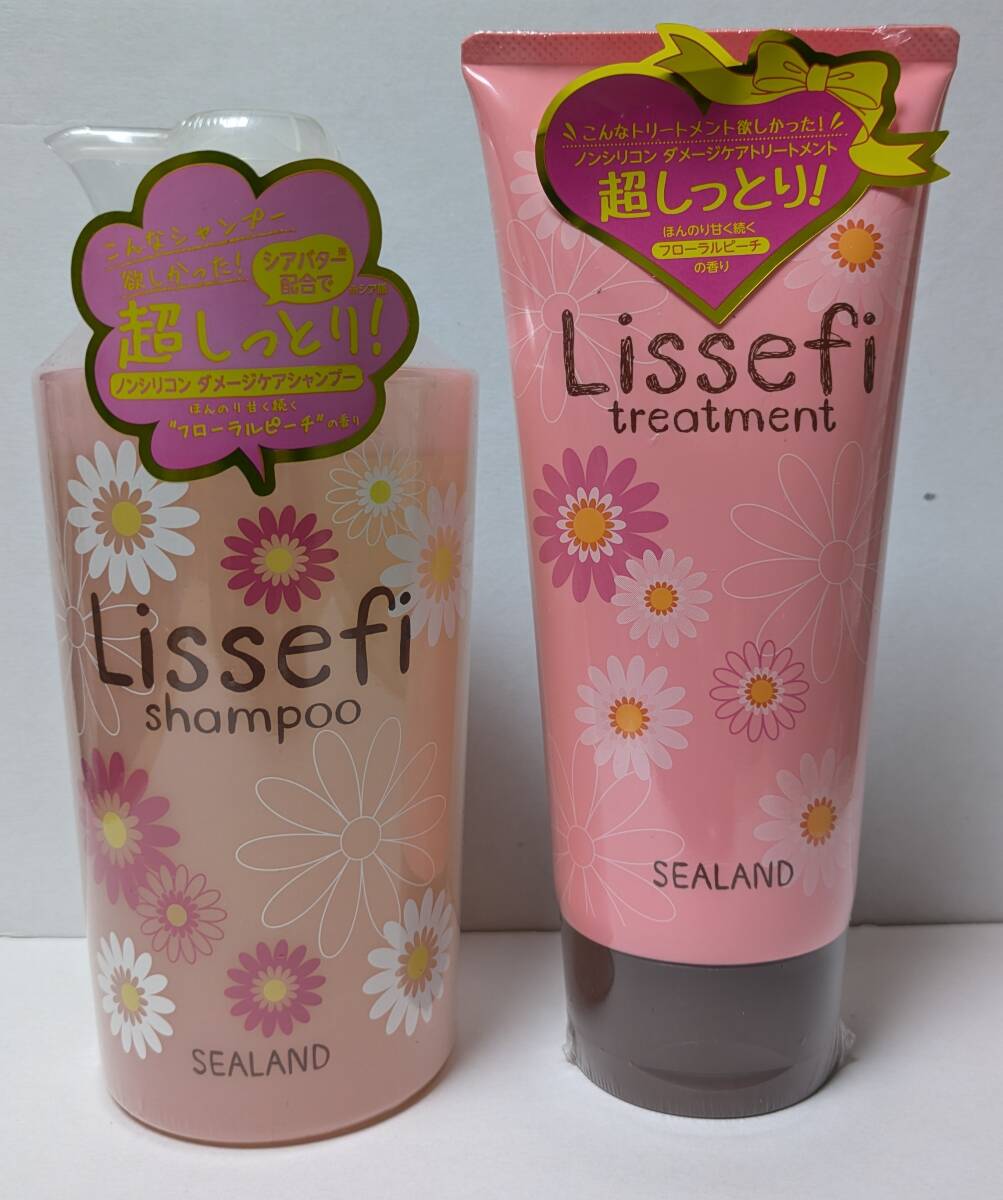 こんなシャンプー
欲しかった!
シアバター※
配合で
※シア脂
超しっとり!
ノンシリコン ダメージケアシャンプー
ほんのり甘く続く
"フローラルピーチ"の香り
Lissefi
shampoo
SEALAND
こんなトリートメント欲しかった!
ノンシリコン ダメージケアトリートメント
超しっとり!
ほんのり甘く続く
フローラルピーチ
の香り
Lissefi
treatment
SEALAND